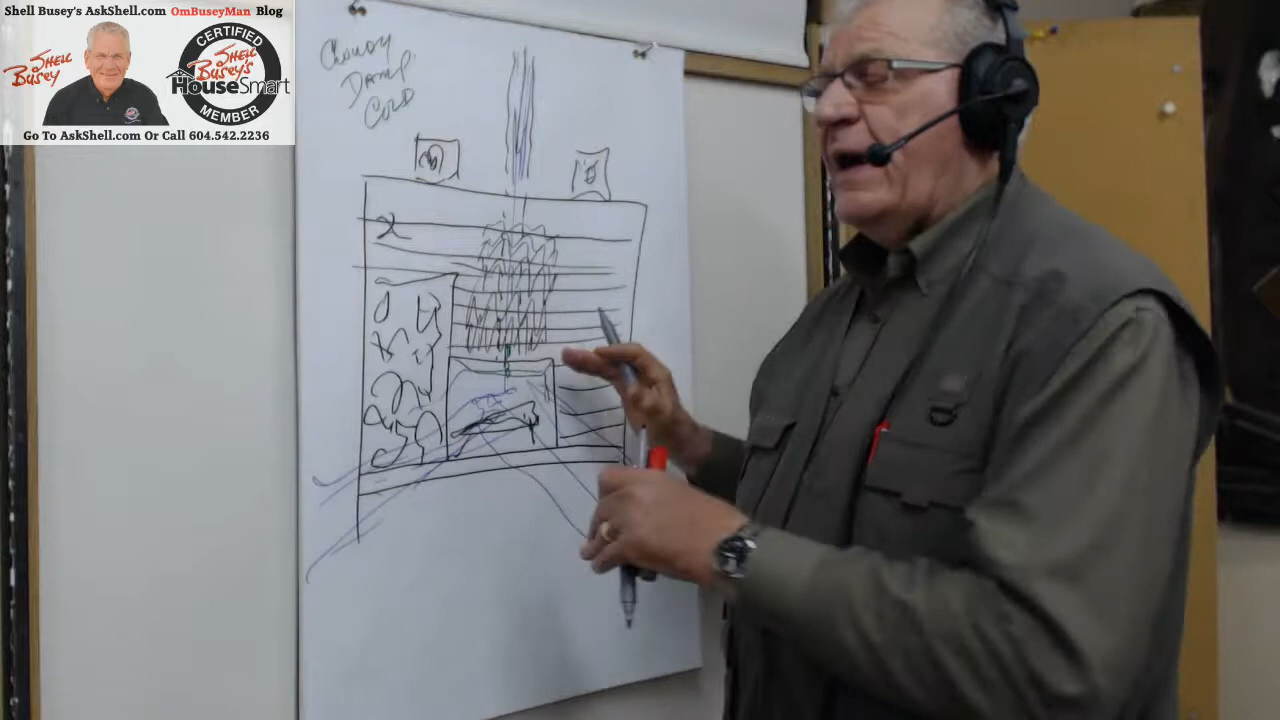 Shell Busey's AskShell.com OmBuseyMan Blog
SHELL
BUSEY
CERTIFIED
SHELL
BUSEY'S
HOUSESmart
MEMBER
Go To AskShell.com Or Call 604.542.2236
Cloudy
Damp
Cold